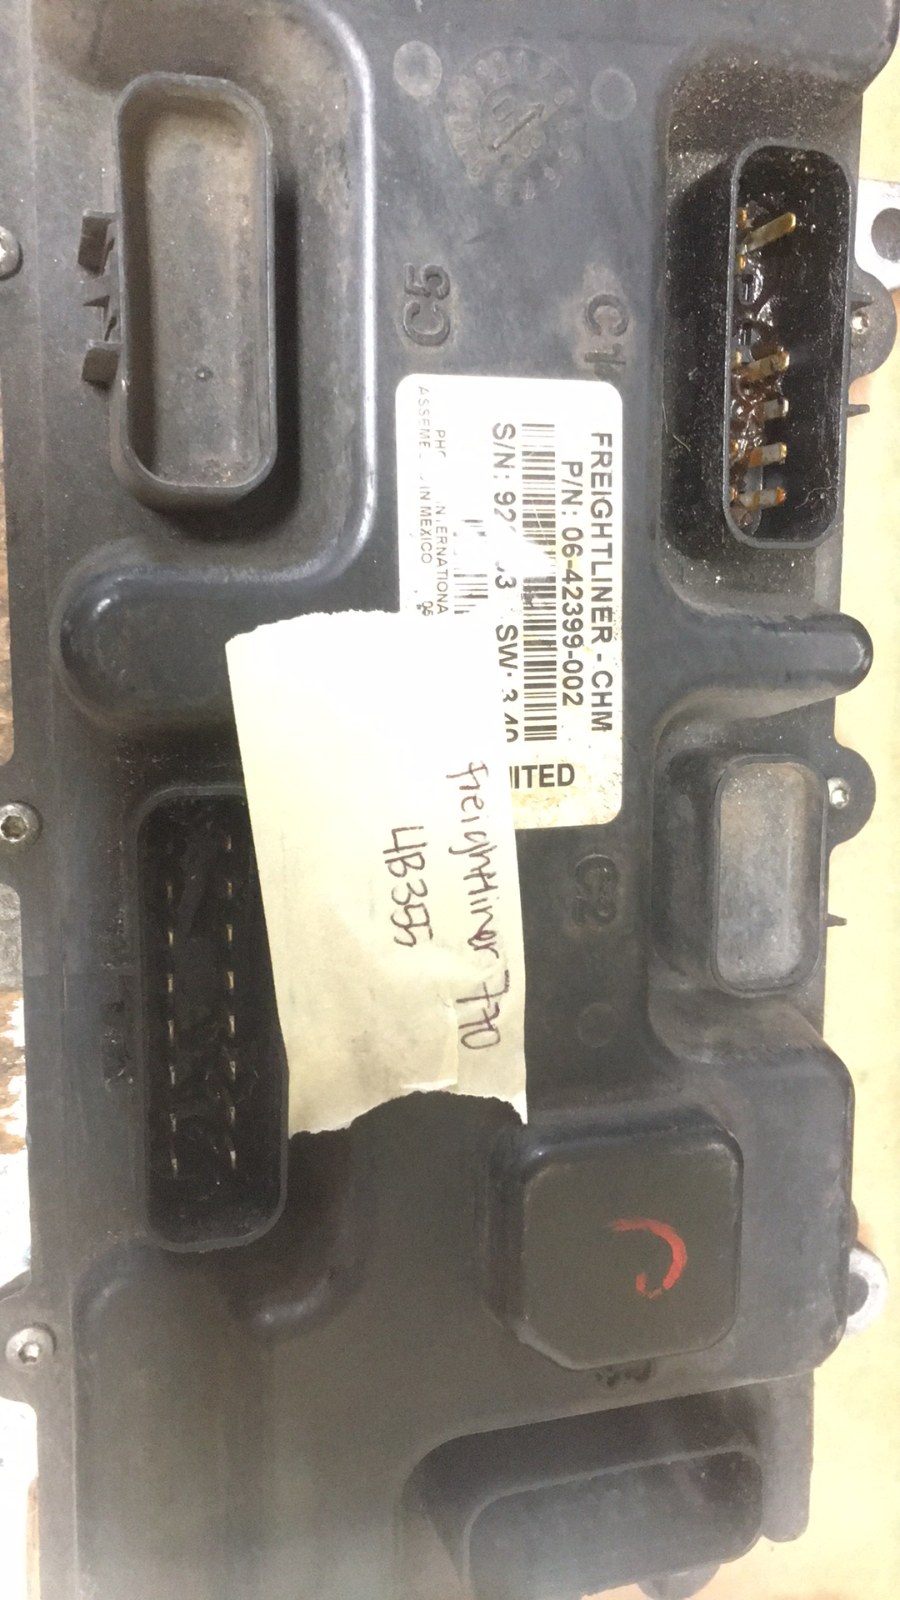 FREIGHTLINER - CHM
P/N: 06-42399-002
SW: 3.40
ASSEMBLED IN MEXICO
C5
C1
C2
freightliner 770
4B355